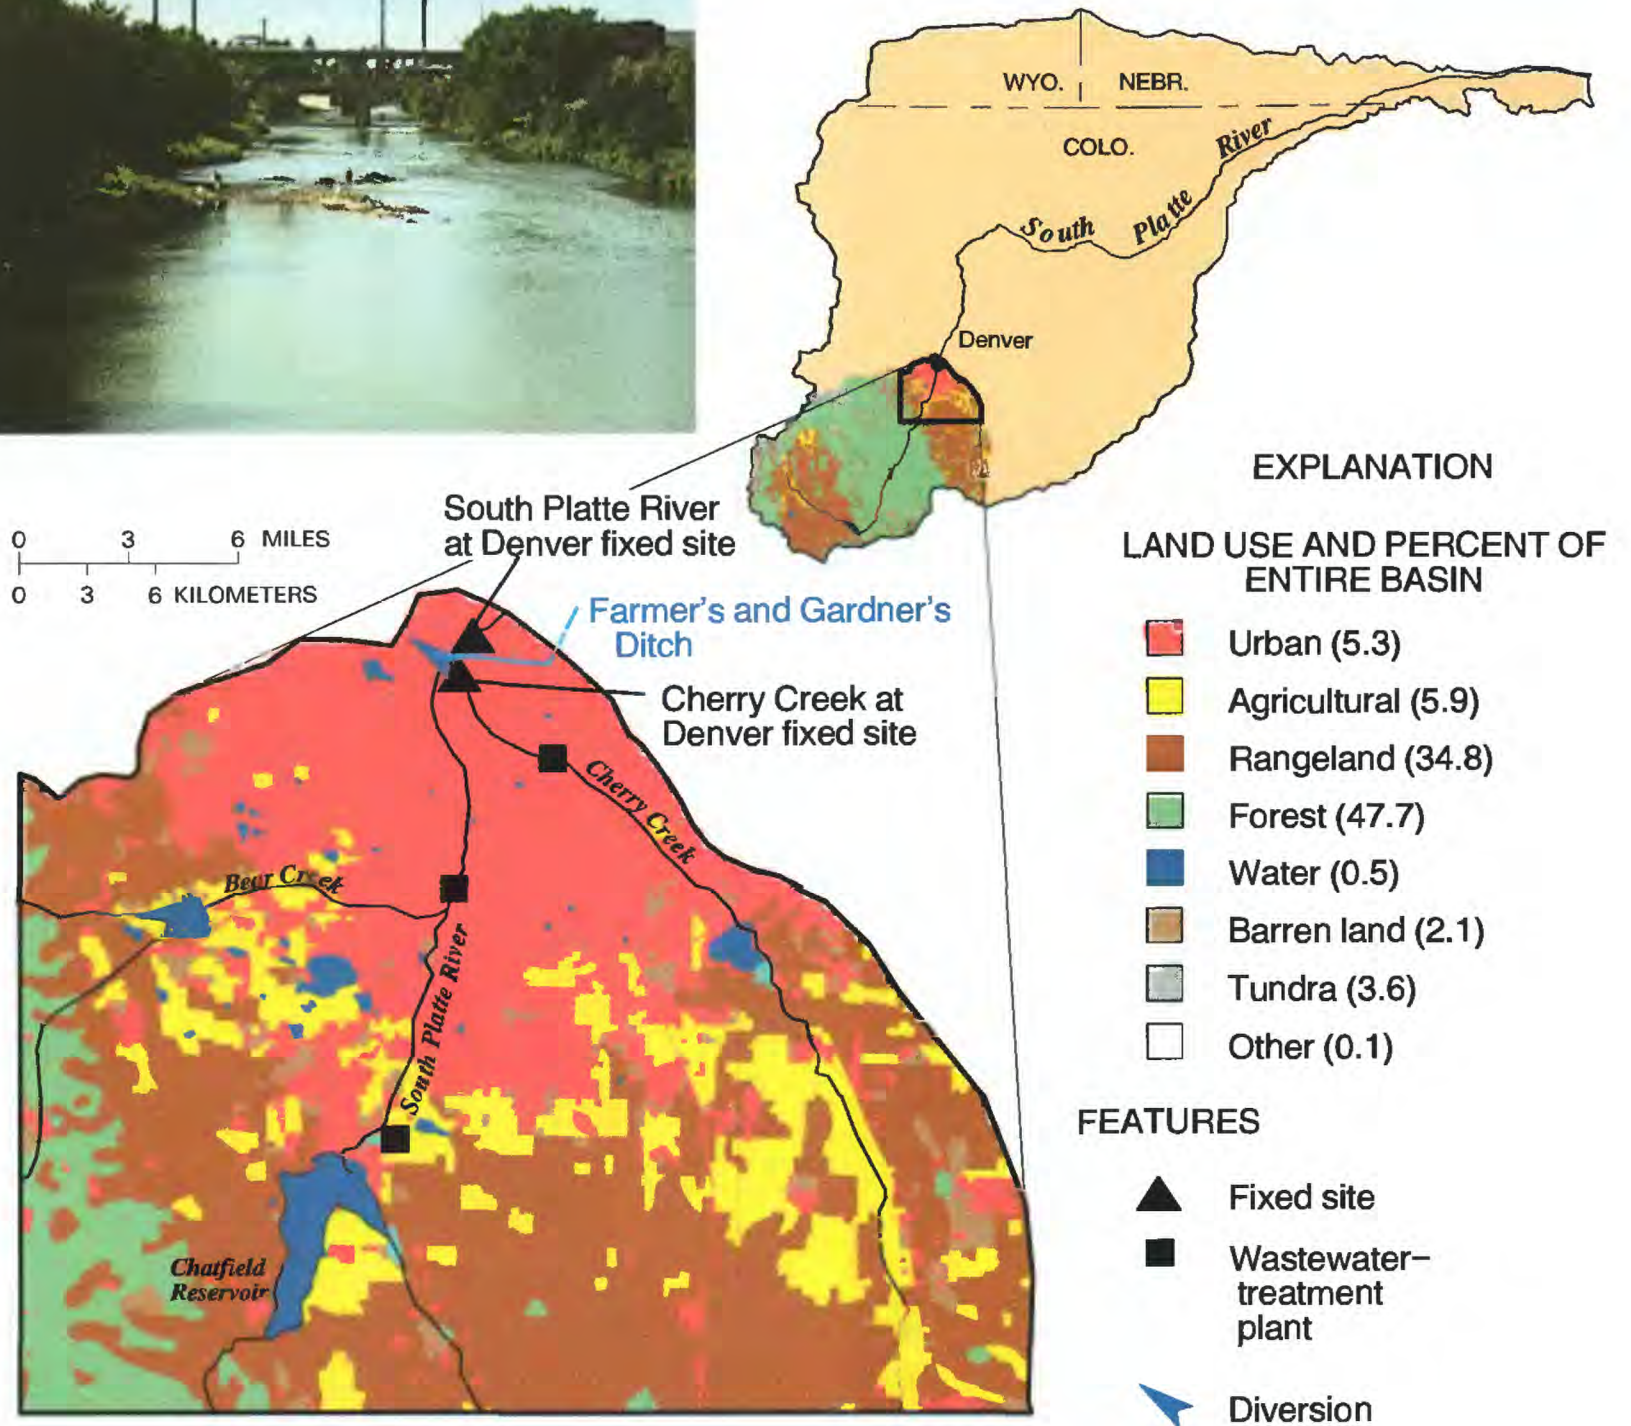 WYO.
NEBR.
COLO.
South Platte River
Denver
EXPLANATION
LAND USE AND PERCENT OF
ENTIRE BASIN
Urban (5.3)
Agricultural (5.9)
Rangeland (34.8)
Forest (47.7)
Water (0.5)
Barren land (2.1)
Tundra (3.6)
Other (0.1)
FEATURES
Fixed site
Wastewater–
treatment
plant
Diversion
0 3 6 MILES
0 3 6 KILOMETERS
South Platte River
at Denver fixed site
Farmer's and Gardner's
Ditch
Cherry Creek at
Denver fixed site
Cherry Creek
Bear Creek
South Platte River
Chatfield
Reservoir